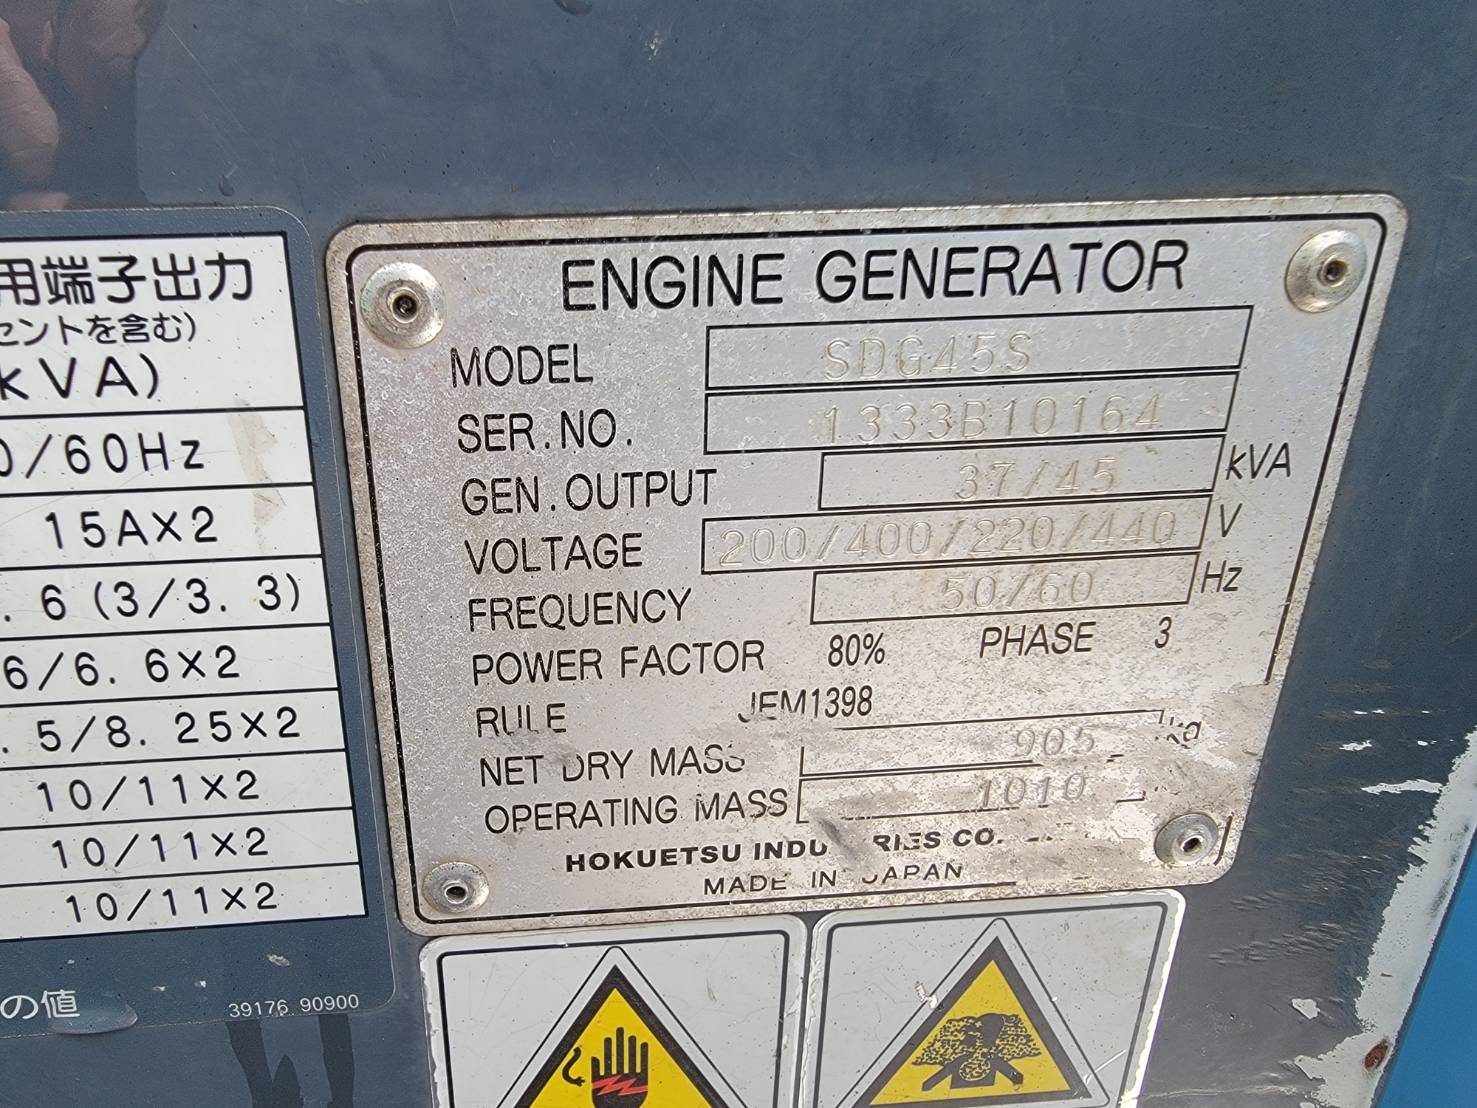 用端子出力
セントを含む)
kVA)
0/60Hz
15A×2
.6(3/3.3)
6/6.6×2
.5/8.25×2
10/11×2
10/11×2
10/11×2
の値
39176 90900
ENGINE GENERATOR
MODEL SDG45S
SER.NO. 1333B10164
GEN.OUTPUT 37/45 kVA
VOLTAGE 200/400/220/440 V
FREQUENCY 50/60 Hz
POWER FACTOR 80% PHASE 3
RULE JEM1398
NET DRY MASS 905 kg
OPERATING MASS 1010
HOKUETSU INDUSTRIES CO.
MADE IN JAPAN